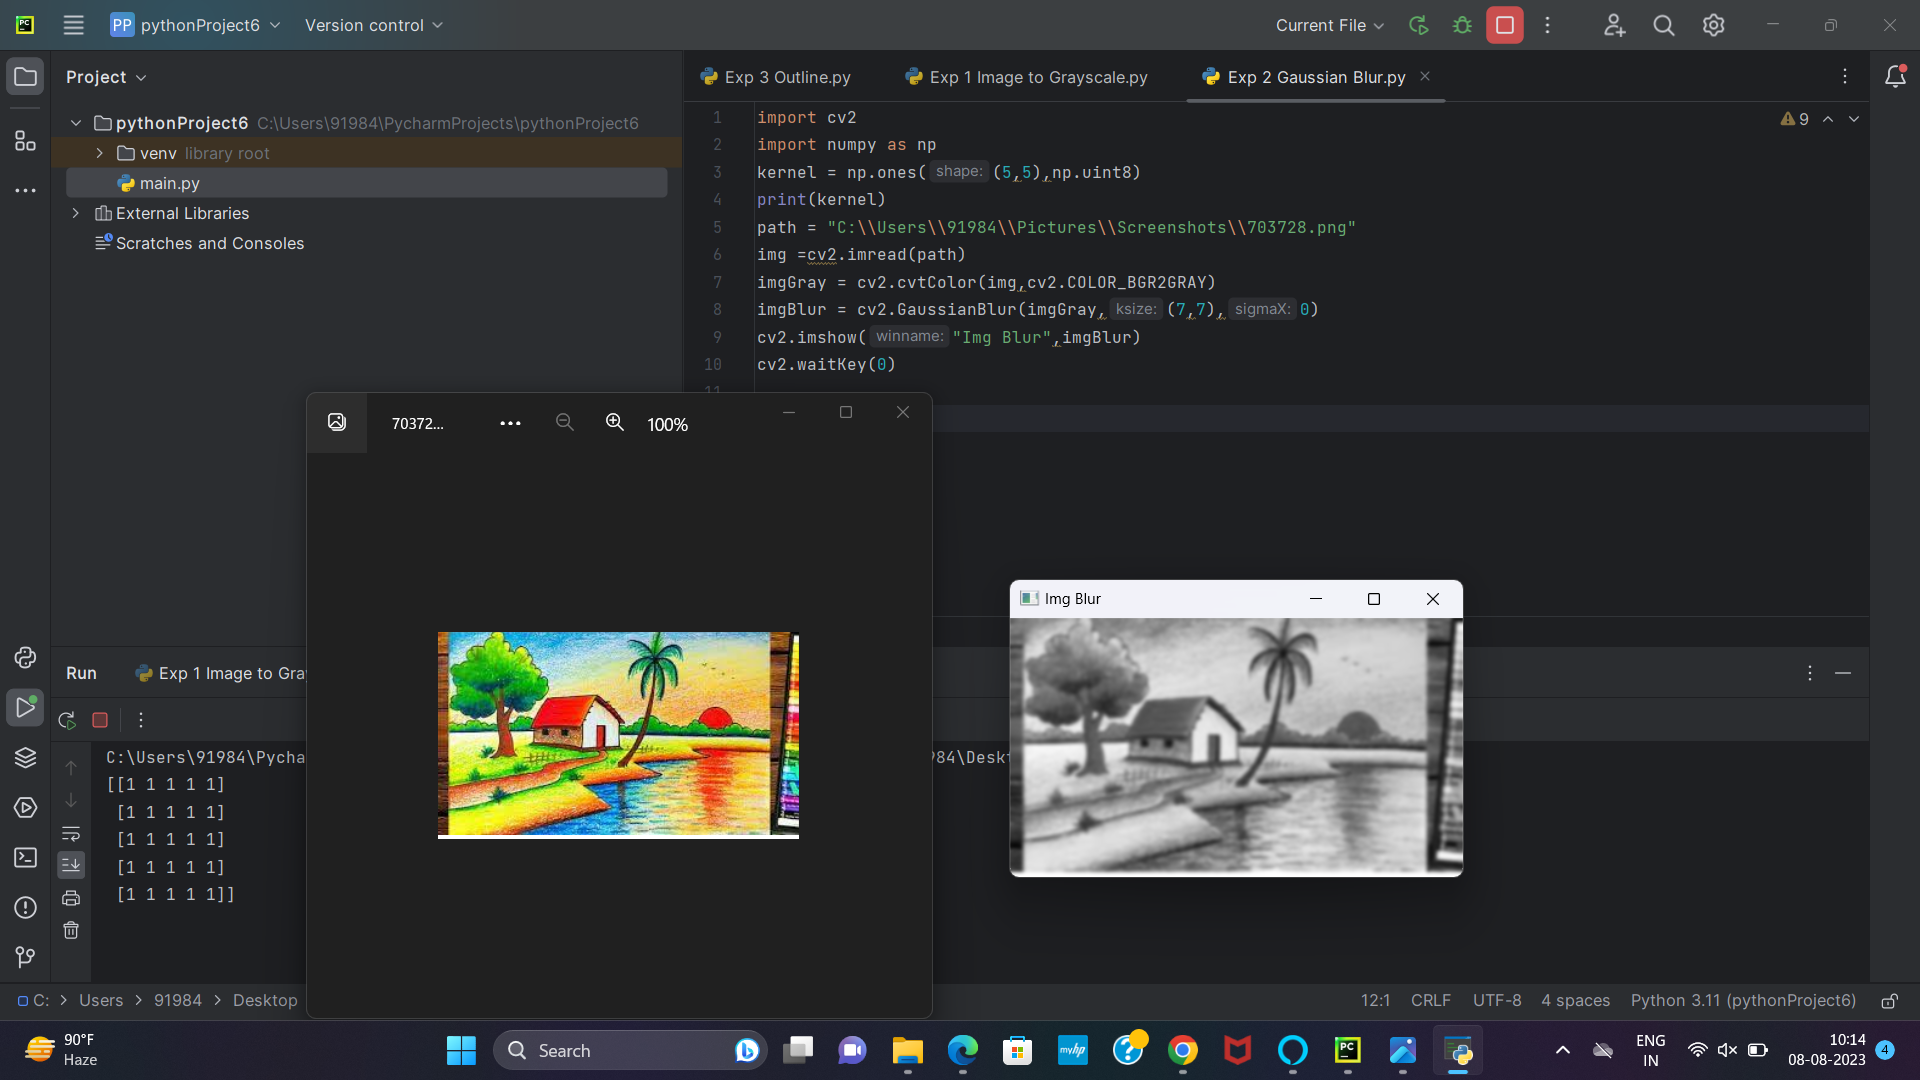 PP pythonProject6 Version control Current File
Project
Exp 3 Outline.py Exp 1 Image to Grayscale.py Exp 2 Gaussian Blur.py
pythonProject6 C:\Users\91984\PycharmProjects\pythonProject6
venv library root
main.py
External Libraries
Scratches and Consoles
9
1 import cv2
2 import numpy as np
3 kernel = np.ones( shape: (5,5),np.uint8)
4 print(kernel)
5 path = "C:\\Users\\91984\\Pictures\\Screenshots\\703728.png"
6 img =cv2.imread(path)
7 imgGray = cv2.cvtColor(img,cv2.COLOR_BGR2GRAY)
8 imgBlur = cv2.GaussianBlur(imgGray, ksize: (7,7), sigmaX: 0)
9 cv2.imshow( winname: "Img Blur",imgBlur)
10 cv2.waitKey(0)
11
70372... 100%
Img Blur
Run Exp 1 Image to Gra
C:\Users\91984\Pycha
984\Deskt
[[1 1 1 1 1]
[1 1 1 1 1]
[1 1 1 1 1]
[1 1 1 1 1]
[1 1 1 1 1]]
C: > Users > 91984 > Desktop
12:1 CRLF UTF-8 4 spaces Python 3.11 (pythonProject6)
90°F
Haze
Search
myhp
PC
ENG
IN
10:14
08-08-2023
4